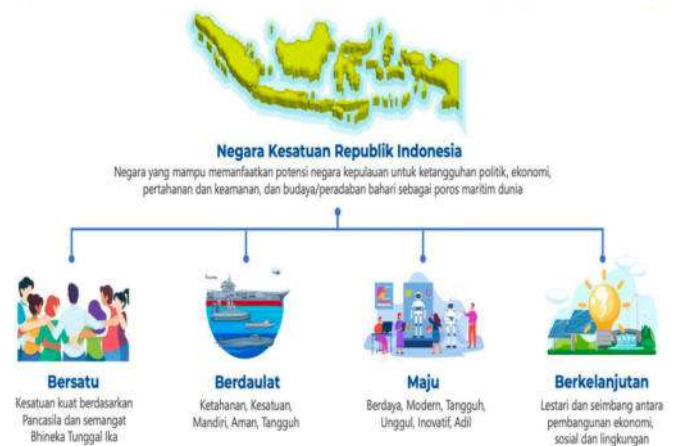 Negara Kesatuan Republik Indonesia
Negara yang mampu memanfaatkan potensi negara kepulauan untuk ketangguhan politik, ekonomi,
pertahanan dan keamanan, dan budaya/peradaban bahari sebagai poros maritim dunia
Bersatu
Kesatuan kuat berdasarkan
Pancasila dan semangat
Bhineka Tunggal Ika
Berdaulat
Ketahanan, Kesatuan,
Mandiri, Aman, Tangguh
Maju
Berdaya, Modern, Tangguh,
Unggul, Inovatif, Adil
Berkelanjutan
Lestari dan seimbang antara
pembangunan ekonomi,
sosial dan lingkungan